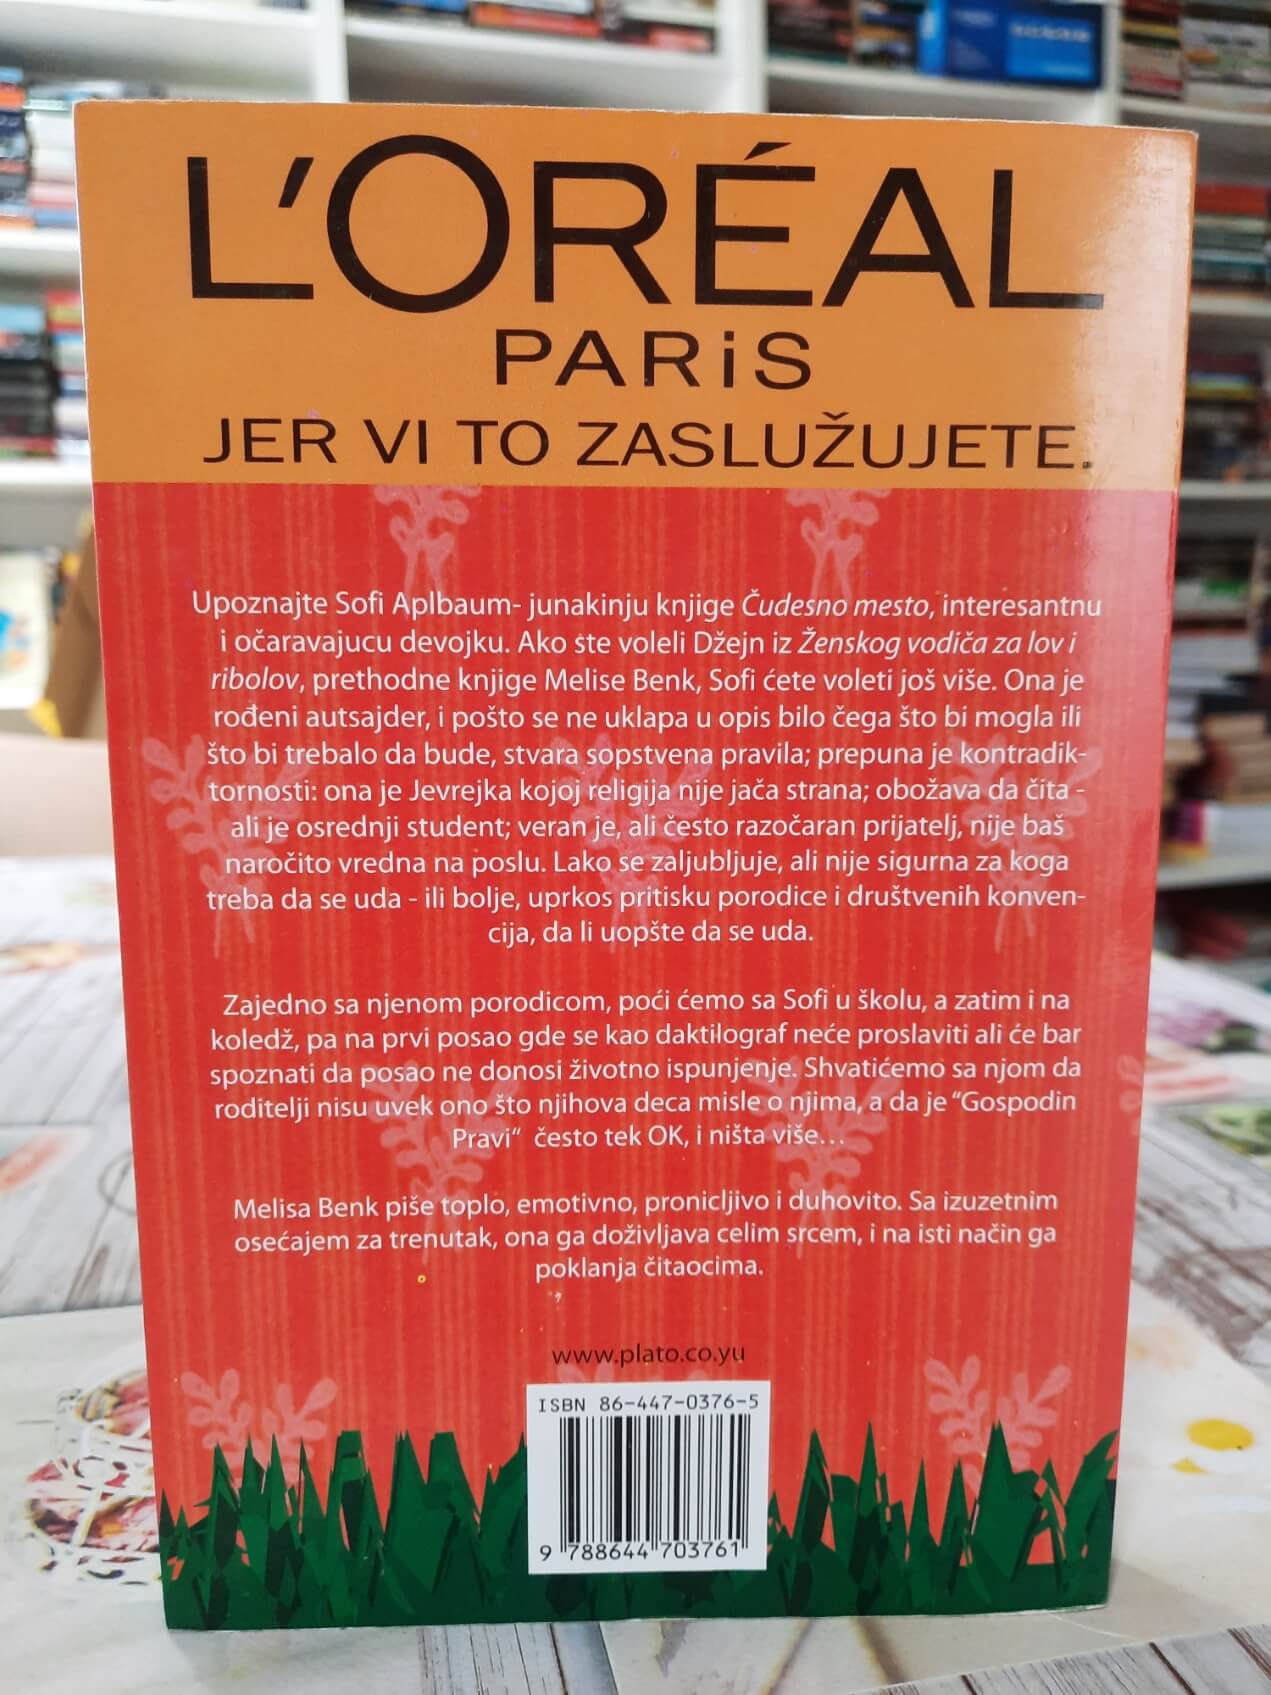 L'ORÉAL
PARiS
JER VI TO ZASLUŽUJETE.
Upoznajte Sofi Aplbaum- junakinju knjige Čudesno mesto, interesantnu
i očaravajucu devojku. Ako ste voleli Džejn iz Ženskog vodiča za lov i
ribolov, prethodne knjige Melise Benk, Sofi ćete voleti još više. Ona je
rođeni autsajder, i pošto se ne uklapa u opis bilo čega što bi mogla ili
što bi trebalo da bude, stvara sopstvena pravila; prepuna je kontradik-
tornosti: ona je Jevrejka kojoj religija nije jača strana; obožava da čita -
ali je osrednji student; veran je, ali često razočaran prijatelj, nije baš
naročito vredna na poslu. Lako se zaljubljuje, ali nije sigurna za koga
treba da se uda - ili bolje, uprkos pritisku porodice i društvenih konven-
cija, da li uopšte da se uda.
Zajedno sa njenom porodicom, poći ćemo sa Sofi u školu, a zatim i na
koledž, pa na prvi posao gde se kao daktilograf neće proslaviti ali će bar
spoznati da posao ne donosi životno ispunjenje. Shvatićemo sa njom da
roditelji nisu uvek ono što njihova deca misle o njima, a da je “Gospodin
Pravi“ često tek OK, i ništa više...
Melisa Benk piše toplo, emotivno, pronicljivo i duhovito. Sa izuzetnim
osećajem za trenutak, ona ga doživljava celim srcem, i na isti način ga
poklanja čitaocima.
www.plato.co.yu
ISBN 86-447-0376-5
9 788644 703761